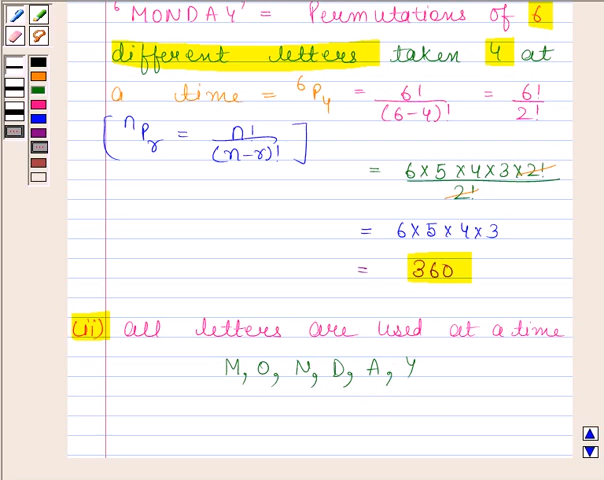 'MONDAY' = Permutations of 6
different letters taken 4 at
a time = ⁶P₄ = 6!/(6-4)! = 6!/2!
[ⁿPᵣ = n!/(n-r)!]
= 6×5×4×3×2!/2!
= 6×5×4×3
= 360
(ii) all letters are used at a time
M, O, N, D, A, Y